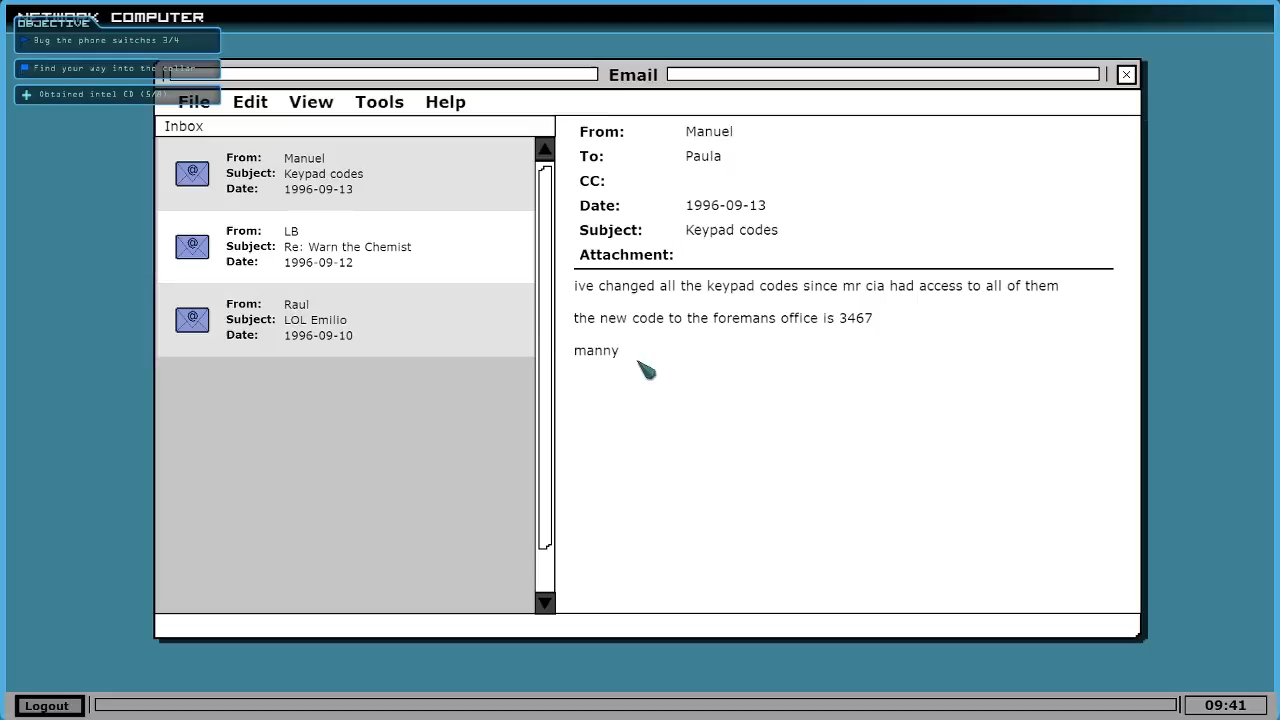 NETWORK COMPUTER
OBJECTIVE
Bug the phone switches 3/4
Find your way into the cellar
Obtained intel CD (5/8)
Email
File Edit View Tools Help
Inbox
From: Manuel
Subject: Keypad codes
Date: 1996-09-13
From: LB
Subject: Re: Warn the Chemist
Date: 1996-09-12
From: Raul
Subject: LOL Emilio
Date: 1996-09-10
From: Manuel
To: Paula
CC:
Date: 1996-09-13
Subject: Keypad codes
Attachment:
ive changed all the keypad codes since mr cia had access to all of them
the new code to the foremans office is 3467
manny
Logout
09:41